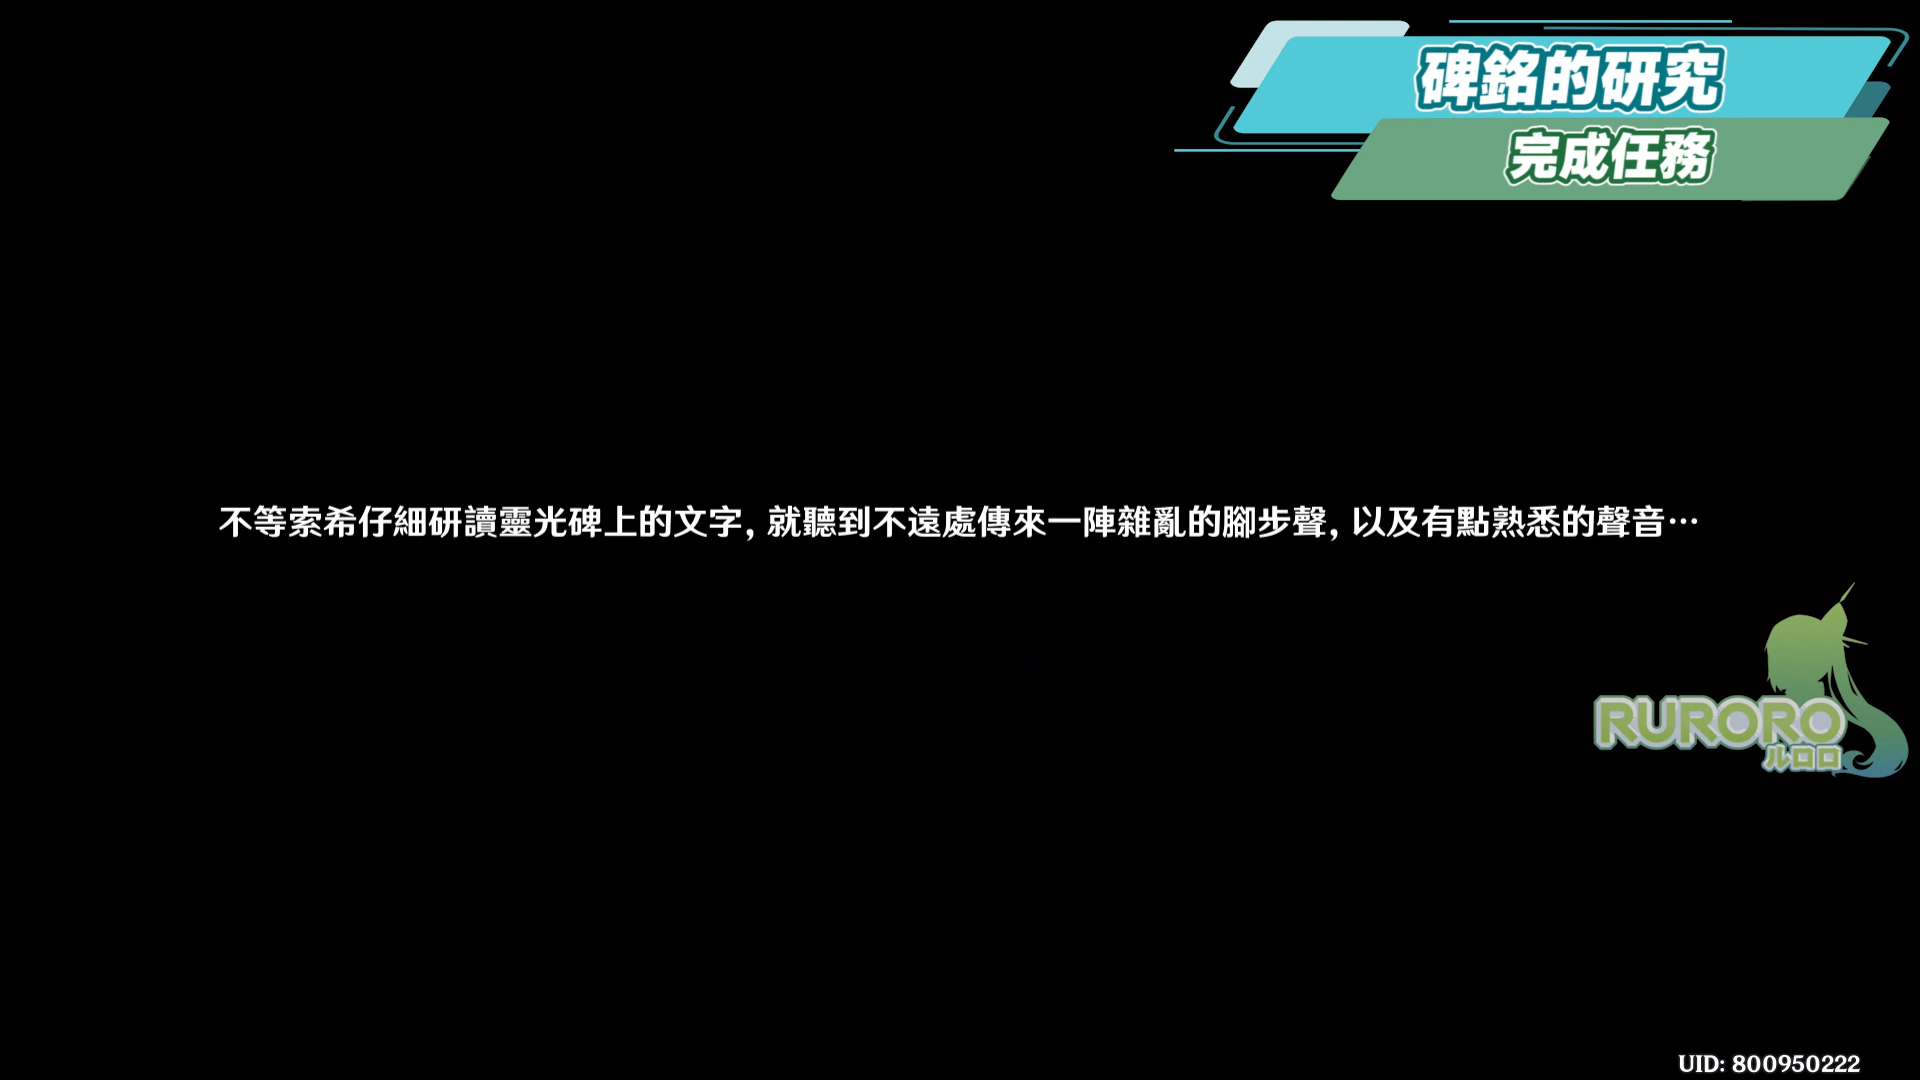 碑銘的研究
完成任務
不等索希仔細研讀靈光碑上的文字, 就聽到不遠處傳來一陣雜亂的腳步聲, 以及有點熟悉的聲音…
RURORO
ルロロ
UID: 800950222